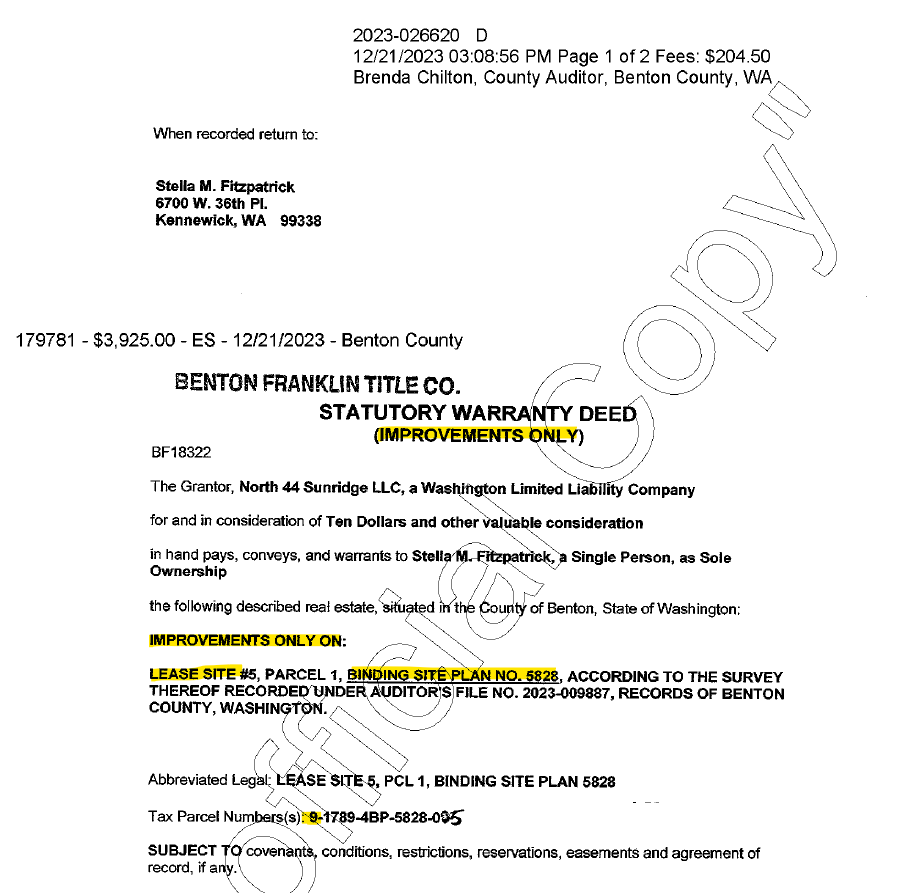 2023-026620 D
12/21/2023 03:08:56 PM Page 1 of 2 Fees: $204.50
Brenda Chilton, County Auditor, Benton County, WA
When recorded return to:
Stella M. Fitzpatrick
6700 W. 36th Pl.
Kennewick, WA 99338
179781 - $3,925.00 - ES - 12/21/2023 - Benton County
BENTON FRANKLIN TITLE CO.
STATUTORY WARRANTY DEED
(IMPROVEMENTS ONLY)
BF18322
The Grantor, North 44 Sunridge LLC, a Washington Limited Liability Company
for and in consideration of Ten Dollars and other valuable consideration
in hand pays, conveys, and warrants to Stella M. Fitzpatrick, a Single Person, as Sole
Ownership
the following described real estate, situated in the County of Benton, State of Washington:
IMPROVEMENTS ONLY ON:
LEASE SITE #5, PARCEL 1, BINDING SITE PLAN NO. 5828, ACCORDING TO THE SURVEY
THEREOF RECORDED UNDER AUDITOR'S FILE NO. 2023-009887, RECORDS OF BENTON
COUNTY, WASHINGTON.
Abbreviated Legal: LEASE SITE 5, PCL 1, BINDING SITE PLAN 5828
Tax Parcel Numbers(s): 9-1789-4BP-5828-005
SUBJECT TO covenants, conditions, restrictions, reservations, easements and agreement of
record, if any.
official Copy"